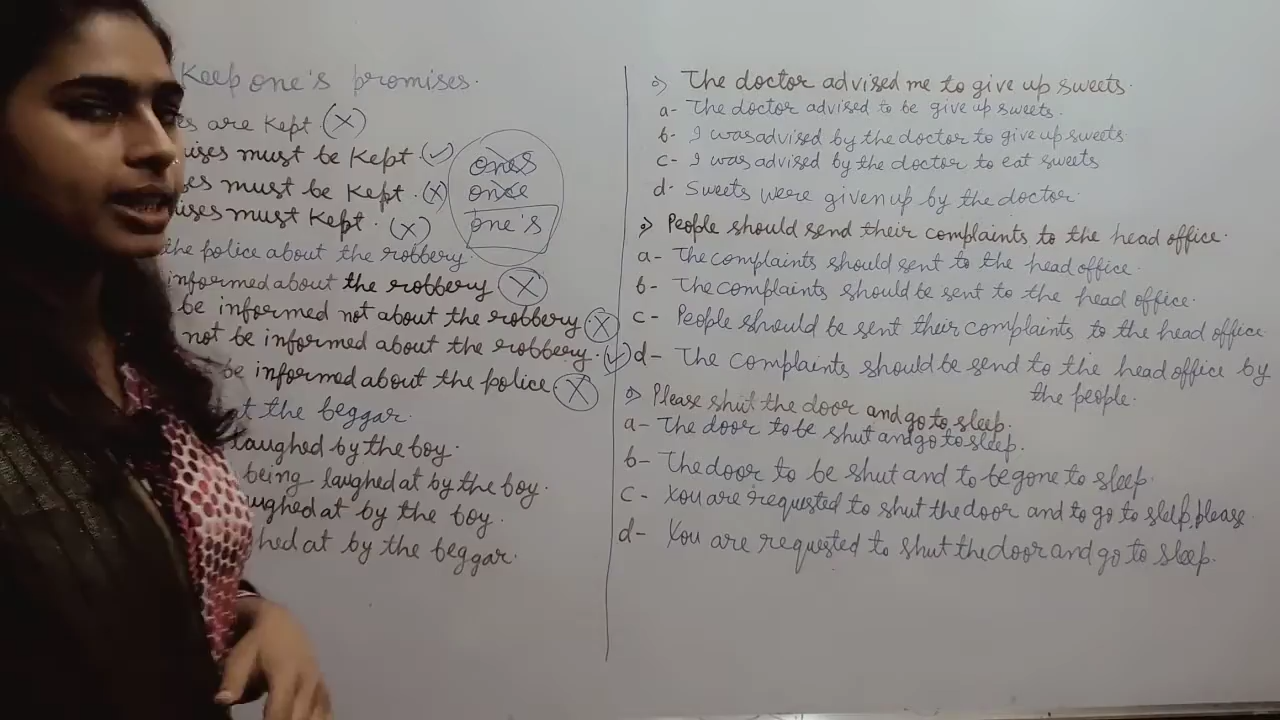 Keep one's promises.
es are Kept (X)
ises must be Kept (✓)
es must be Kept . (X)
ises must Kept . (X)
ones
once
one's
the police about the robbery.
informed about the robbery X
be informed not about the robbery X
not be informed about the robbery. ✓
be informed about the police X
at the beggar.
laughed by the boy.
being laughed at by the boy.
ughed at by the boy.
hed at by the beggar.
The doctor advised me to give up sweets.
a- The doctor advised to be give up sweets.
b- I was advised by the doctor to give up sweets.
c- I was advised by the doctor to eat sweets
d- Sweets were given up by the doctor.
People should send their complaints to the head office.
a- The complaints should sent to the head office.
b- The complaints should be sent to the head office.
c- People should be sent their complaints to the head office.
d- The complaints should be send to the head office by
the people.
Please shut the door and go to sleep.
a- The door to be shut and go to sleep.
b- The door to be shut and to be gone to sleep.
c- You are requested to shut the door and to go to sleep, please.
d- You are requested to shut the door and go to sleep.